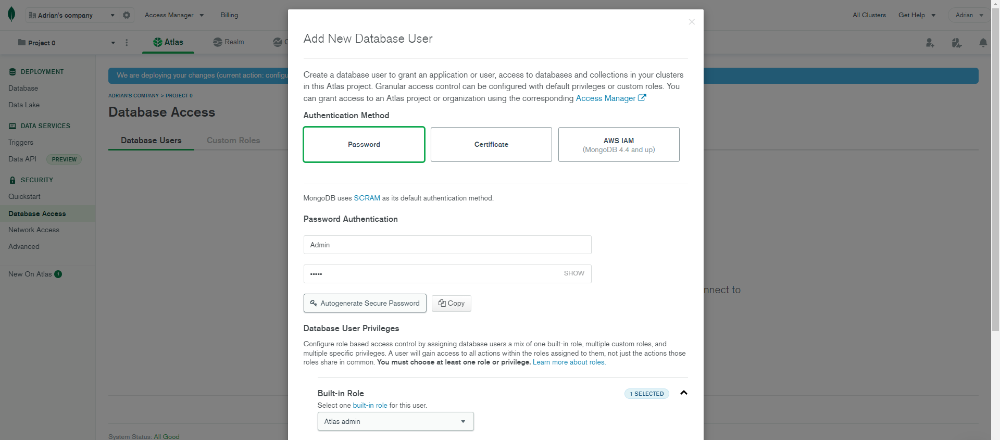 Adrian's company
Access Manager
Billing
All Clusters
Get Help
Adrian
Project 0
Atlas
Realm
C
DEPLOYMENT
Database
Data Lake
DATA SERVICES
Triggers
Data API
PREVIEW
SECURITY
Quickstart
Database Access
Network Access
Advanced
New On Atlas 1
We are deploying your changes (current action: configu
ADRIAN'S COMPANY > PROJECT 0
Database Access
Database Users
Custom Roles
nnect to
System Status: All Good
Add New Database User
Create a database user to grant an application or user, access to databases and collections in your clusters
in this Atlas project. Granular access control can be configured with default privileges or custom roles. You
can grant access to an Atlas project or organization using the corresponding Access Manager
Authentication Method
Password
Certificate
AWS IAM
(MongoDB 4.4 and up)
MongoDB uses SCRAM as its default authentication method.
Password Authentication
Admin
•••••
SHOW
Autogenerate Secure Password
Copy
Database User Privileges
Configure role based access control by assigning database users a mix of one built-in role, multiple custom roles, and
multiple specific privileges. A user will gain access to all actions within the roles assigned to them, not just the actions those
roles share in common. You must choose at least one role or privilege. Learn more about roles.
Built-in Role
1 SELECTED
Select one built-in role for this user.
Atlas admin